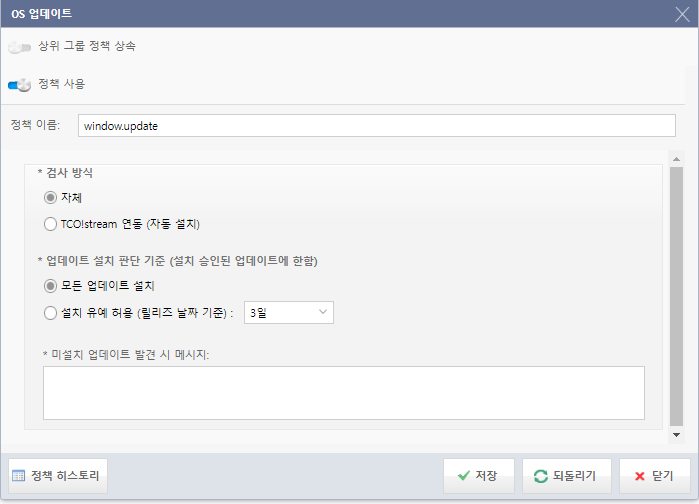 OS 업데이트
상위 그룹 정책 상속
정책 사용
정책 이름:
window.update
* 검사 방식
자체
TCO!stream 연동 (자동 설치)
* 업데이트 설치 판단 기준 (설치 승인된 업데이트에 한함)
모든 업데이트 설치
설치 유예 허용 (릴리즈 날짜 기준) : 3일
* 미설치 업데이트 발견 시 메시지:
정책 히스토리 저장 되돌리기 닫기